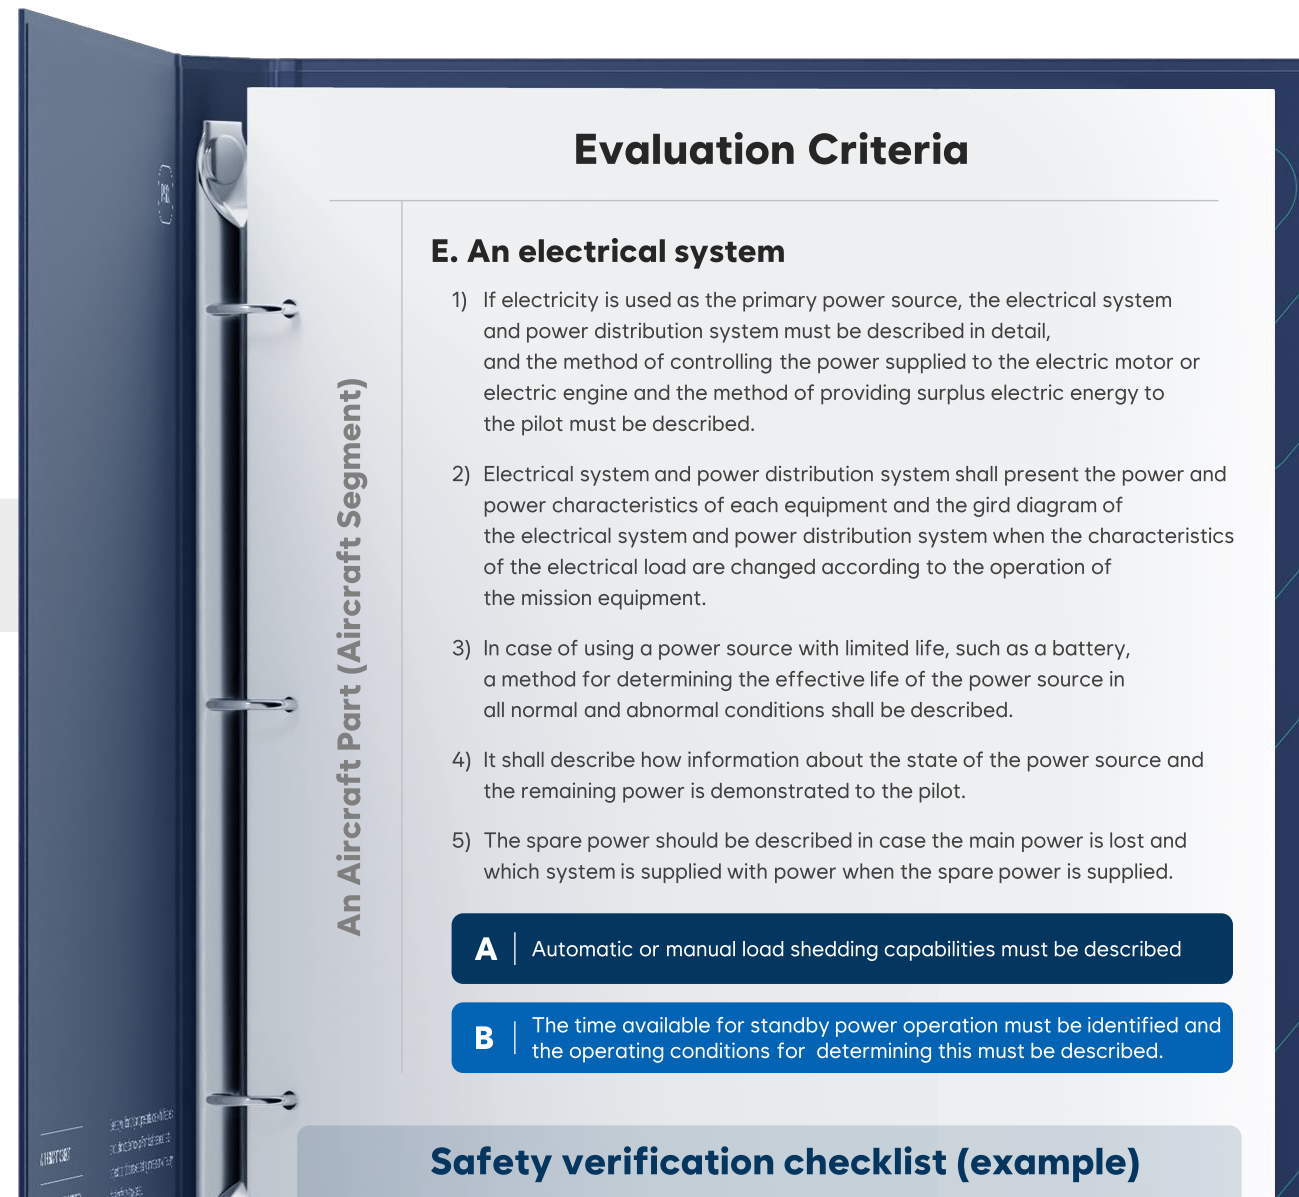 Evaluation Criteria
An Aircraft Part (Aircraft Segment)
E. An electrical system
1) If electricity is used as the primary power source, the electrical system
and power distribution system must be described in detail,
and the method of controlling the power supplied to the electric motor or
electric engine and the method of providing surplus electric energy to
the pilot must be described.
2) Electrical system and power distribution system shall present the power and
power characteristics of each equipment and the gird diagram of
the electrical system and power distribution system when the characteristics
of the electrical load are changed according to the operation of
the mission equipment.
3) In case of using a power source with limited life, such as a battery,
a method for determining the effective life of the power source in
all normal and abnormal conditions shall be described.
4) It shall describe how information about the state of the power source and
the remaining power is demonstrated to the pilot.
5) The spare power should be described in case the main power is lost and
which system is supplied with power when the spare power is supplied.
A Automatic or manual load shedding capabilities must be described
B The time available for standby power operation must be identified and
the operating conditions for determining this must be described.
Safety verification checklist (example)